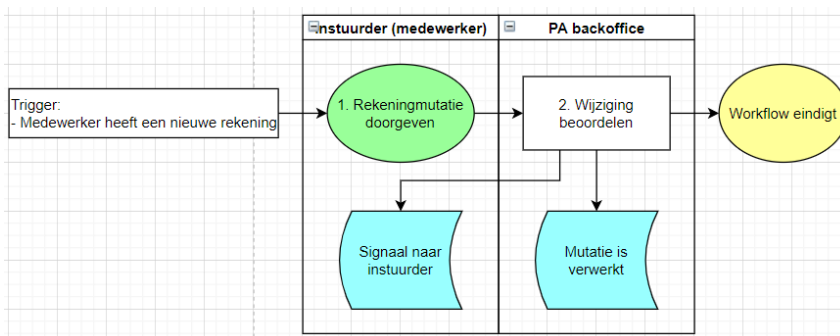 Instuurder (medewerker)
PA backoffice
Trigger:
- Medewerker heeft een nieuwe rekening
1. Rekeningmutatie
doorgeven
2. Wijziging
beoordelen
Workflow eindigt
Signaal naar
instuurder
Mutatie is
verwerkt